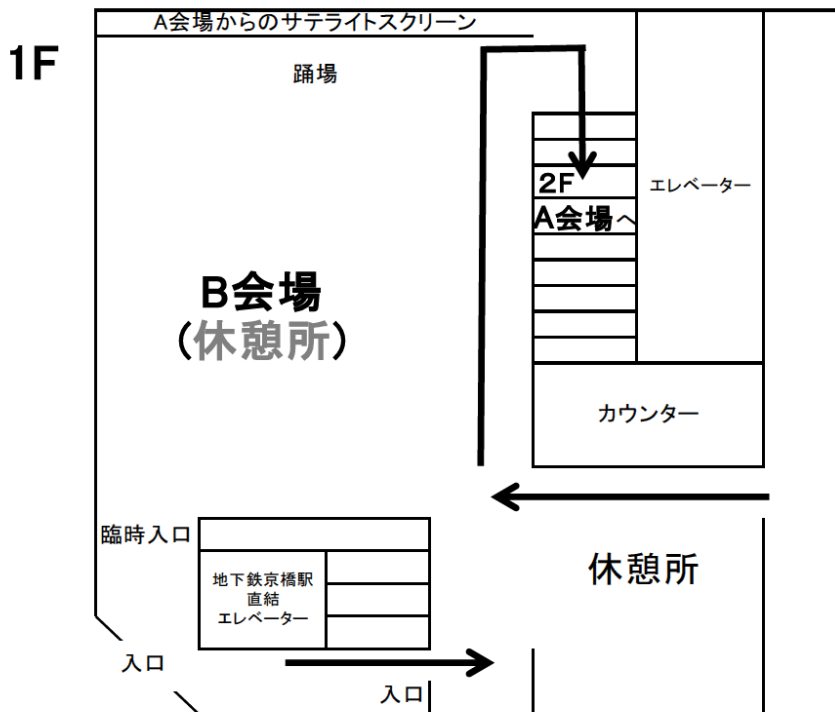 A会場からのサテライトスクリーン
1F
踊場
2F
A会場へ
エレベーター
B会場
(休憩所)
カウンター
臨時入口
地下鉄京橋駅
直結
エレベーター
休憩所
入口
入口